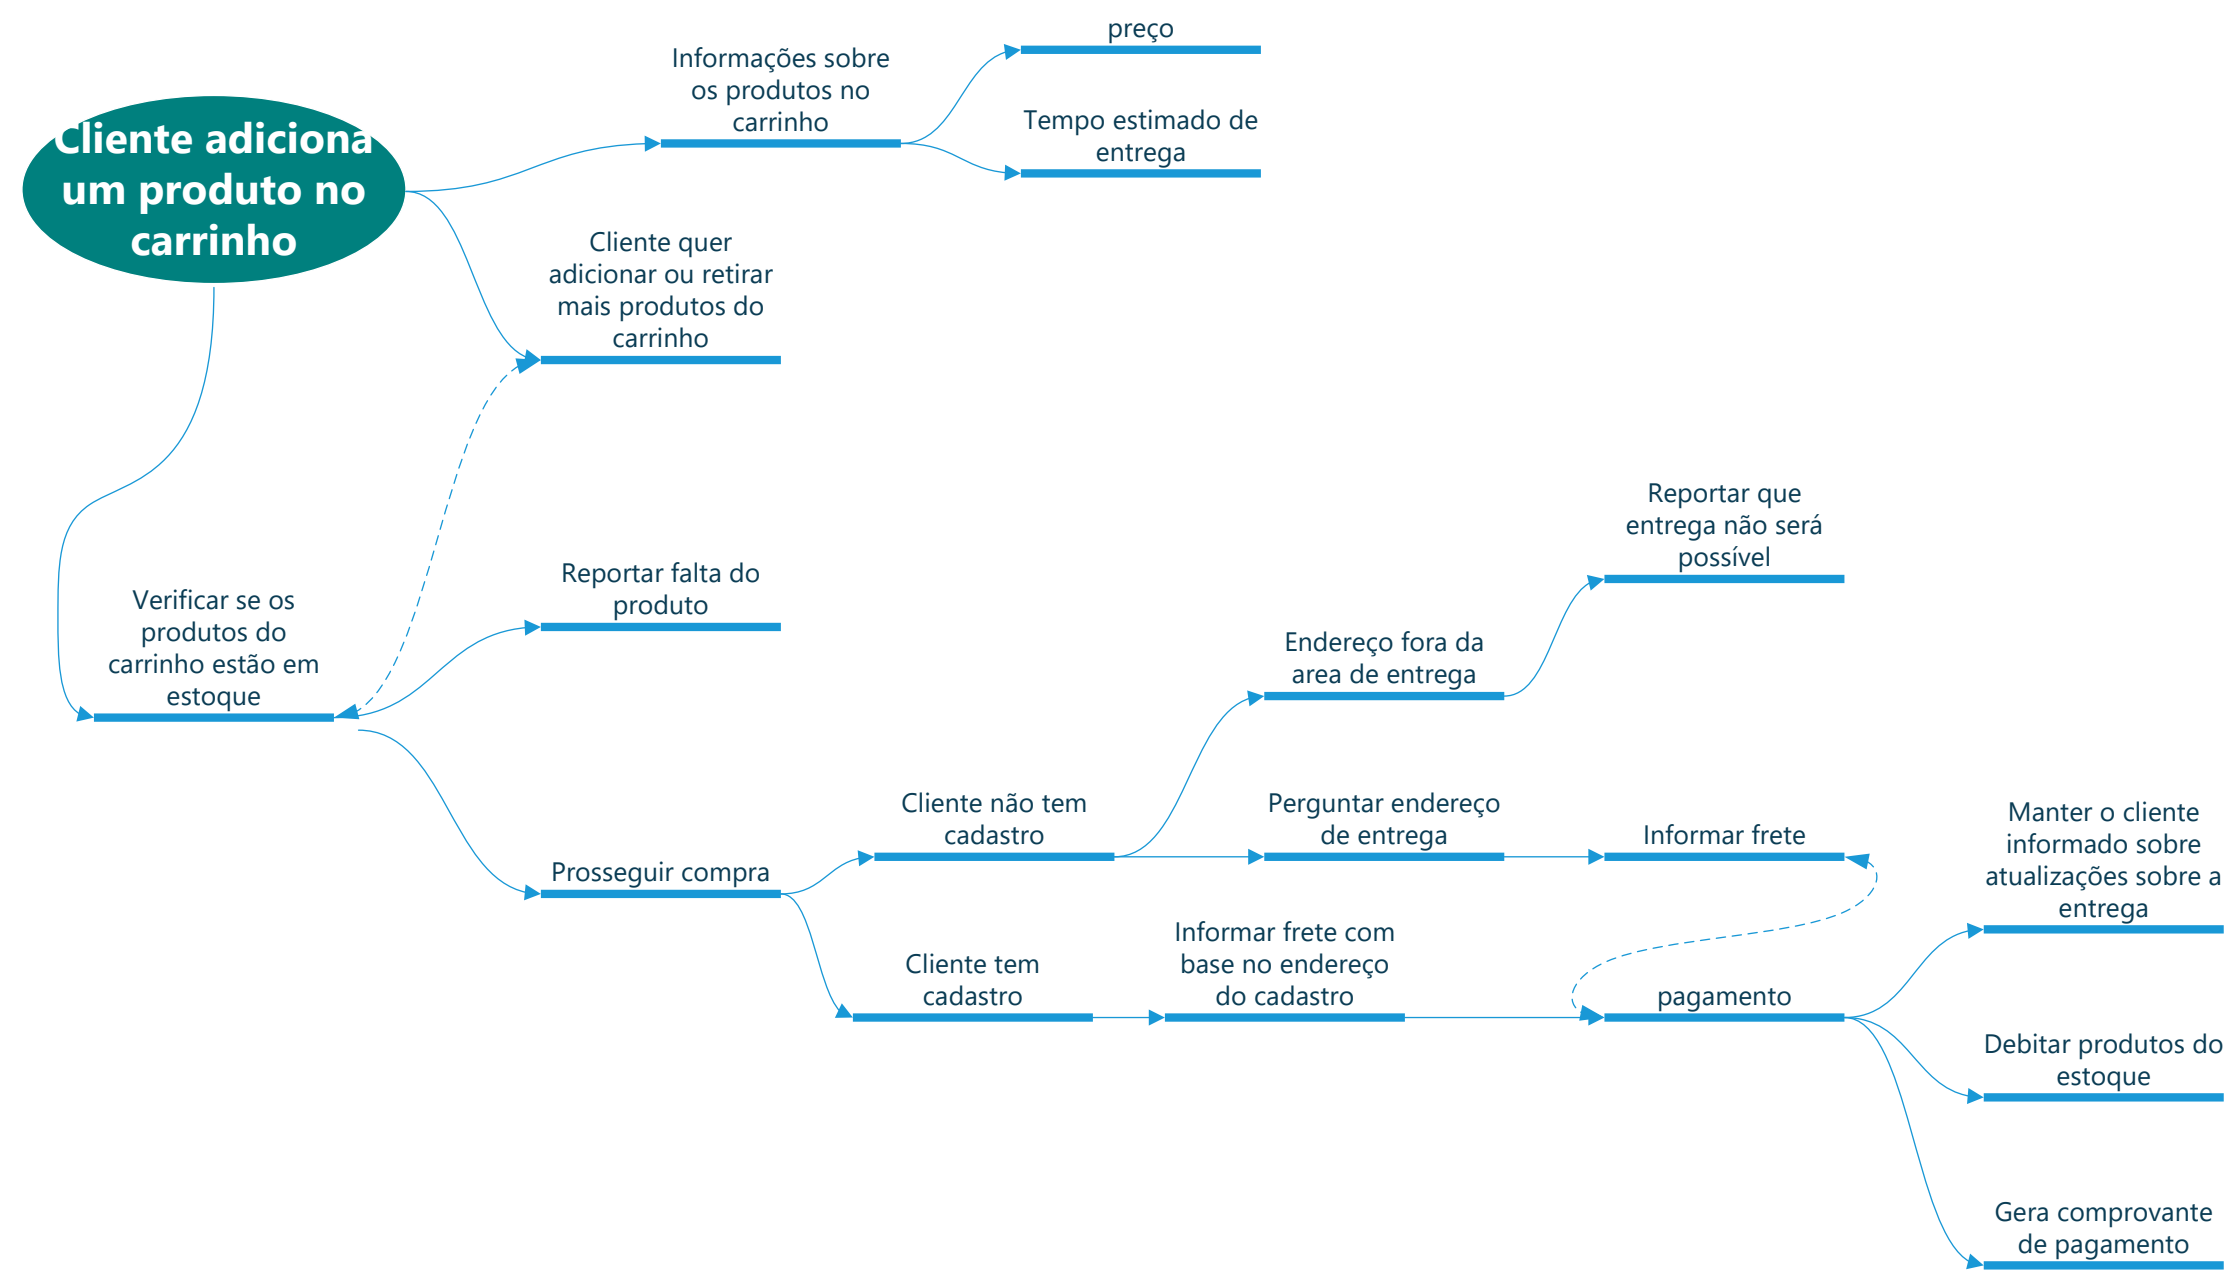 Cliente adiciona
um produto no
carrinho
Informações sobre
os produtos no
carrinho
preço
Tempo estimado de
entrega
Cliente quer
adicionar ou retirar
mais produtos do
carrinho
Verificar se os
produtos do
carrinho estão em
estoque
Reportar falta do
produto
Prosseguir compra
Cliente não tem
cadastro
Endereço fora da
area de entrega
Reportar que
entrega não será
possível
Perguntar endereço
de entrega
Informar frete
Cliente tem
cadastro
Informar frete com
base no endereço
do cadastro
pagamento
Manter o cliente
informado sobre
atualizações sobre a
entrega
Debitar produtos do
estoque
Gera comprovante
de pagamento